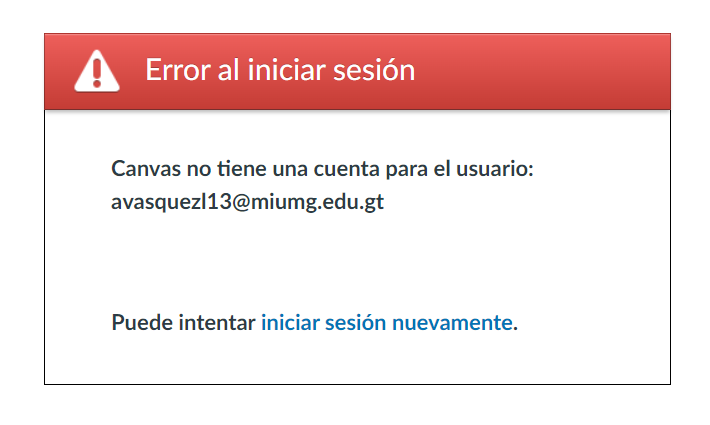 Error al iniciar sesión
Canvas no tiene una cuenta para el usuario:
avasquezl13@miumg.edu.gt
Puede intentar iniciar sesión nuevamente.